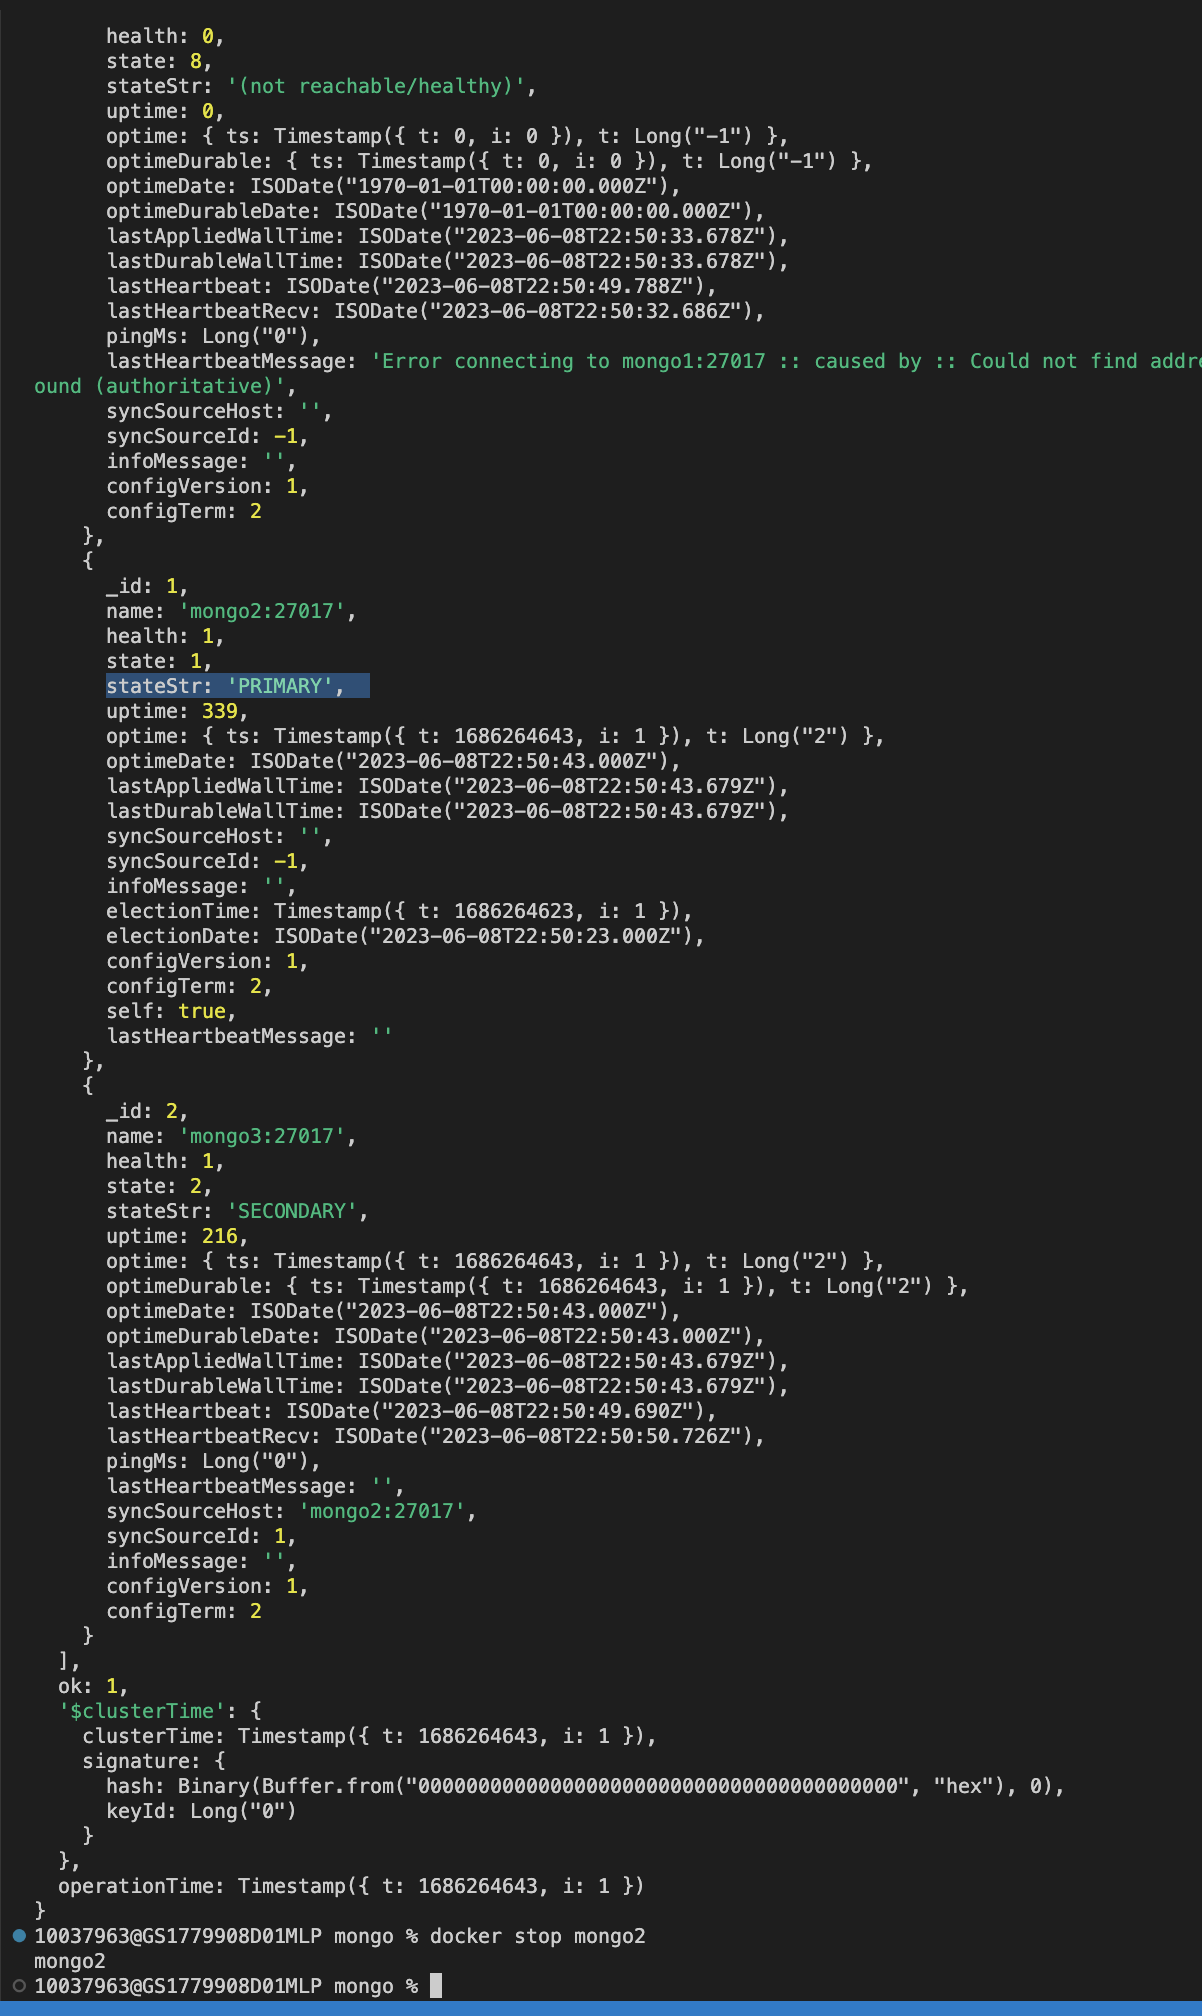 health: 0,
state: 8,
stateStr: '(not reachable/healthy)',
uptime: 0,
optime: { ts: Timestamp({ t: 0, i: 0 }), t: Long("-1") },
optimeDurable: { ts: Timestamp({ t: 0, i: 0 }), t: Long("-1") },
optimeDate: ISODate("1970-01-01T00:00:00.000Z"),
optimeDurableDate: ISODate("1970-01-01T00:00:00.000Z"),
lastAppliedWallTime: ISODate("2023-06-08T22:50:33.678Z"),
lastDurableWallTime: ISODate("2023-06-08T22:50:33.678Z"),
lastHeartbeat: ISODate("2023-06-08T22:50:49.788Z"),
lastHeartbeatRecv: ISODate("2023-06-08T22:50:32.686Z"),
pingMs: Long("0"),
lastHeartbeatMessage: 'Error connecting to mongo1:27017 :: caused by :: Could not find addre
ound (authoritative)',
syncSourceHost: '',
syncSourceId: -1,
infoMessage: '',
configVersion: 1,
configTerm: 2
},
{
_id: 1,
name: 'mongo2:27017',
health: 1,
state: 1,
stateStr: 'PRIMARY',
uptime: 339,
optime: { ts: Timestamp({ t: 1686264643, i: 1 }), t: Long("2") },
optimeDate: ISODate("2023-06-08T22:50:43.000Z"),
lastAppliedWallTime: ISODate("2023-06-08T22:50:43.679Z"),
lastDurableWallTime: ISODate("2023-06-08T22:50:43.679Z"),
syncSourceHost: '',
syncSourceId: -1,
infoMessage: '',
electionTime: Timestamp({ t: 1686264623, i: 1 }),
electionDate: ISODate("2023-06-08T22:50:23.000Z"),
configVersion: 1,
configTerm: 2,
self: true,
lastHeartbeatMessage: ''
},
{
_id: 2,
name: 'mongo3:27017',
health: 1,
state: 2,
stateStr: 'SECONDARY',
uptime: 216,
optime: { ts: Timestamp({ t: 1686264643, i: 1 }), t: Long("2") },
optimeDurable: { ts: Timestamp({ t: 1686264643, i: 1 }), t: Long("2") },
optimeDate: ISODate("2023-06-08T22:50:43.000Z"),
optimeDurableDate: ISODate("2023-06-08T22:50:43.000Z"),
lastAppliedWallTime: ISODate("2023-06-08T22:50:43.679Z"),
lastDurableWallTime: ISODate("2023-06-08T22:50:43.679Z"),
lastHeartbeat: ISODate("2023-06-08T22:50:49.690Z"),
lastHeartbeatRecv: ISODate("2023-06-08T22:50:50.726Z"),
pingMs: Long("0"),
lastHeartbeatMessage: '',
syncSourceHost: 'mongo2:27017',
syncSourceId: 1,
infoMessage: '',
configVersion: 1,
configTerm: 2
}
],
ok: 1,
'$clusterTime': {
clusterTime: Timestamp({ t: 1686264643, i: 1 }),
signature: {
hash: Binary(Buffer.from("0000000000000000000000000000000000000000", "hex"), 0),
keyId: Long("0")
}
},
operationTime: Timestamp({ t: 1686264643, i: 1 })
}
10037963@GS1779908D01MLP mongo % docker stop mongo2
mongo2
10037963@GS1779908D01MLP mongo %